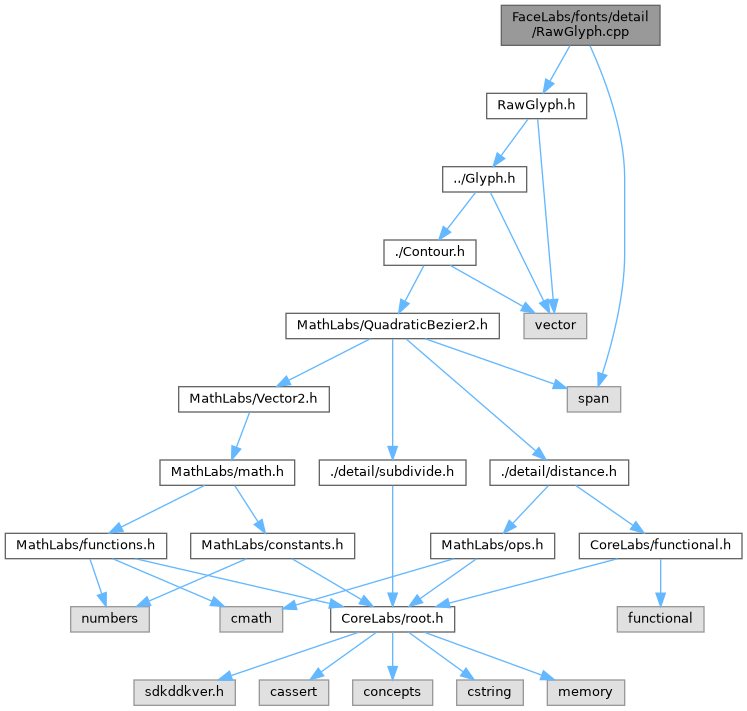 FaceLabs/fonts/detail
/RawGlyph.cpp
RawGlyph.h
../Glyph.h
./Contour.h
MathLabs/QuadraticBezier2.h
vector
MathLabs/Vector2.h
span
MathLabs/math.h
./detail/subdivide.h
./detail/distance.h
MathLabs/functions.h
MathLabs/constants.h
MathLabs/ops.h
CoreLabs/functional.h
numbers
cmath
CoreLabs/root.h
functional
sdkddkver.h
cassert
concepts
cstring
memory